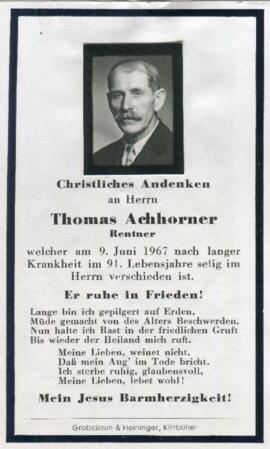 Christliches Andenken
an Herrn
Thomas Achhorner
Rentner
welcher am 9. Juni 1967 nach langer
Krankheit im 91. Lebensjahre selig im
Herrn verschieden ist.
Er ruhe in Frieden!
Lange bin ich gepilgert auf Erden,
Müde gemacht von des Alters Beschwerden.
Nun halte ich Rast in der friedlichen Gruft
Bis wieder der Heiland mich ruft.
Meine Lieben, weinet nicht.
Daß mein Aug' im Tode bricht.
Ich sterbe ruhig, glaubensvoll,
Meine Lieben, lebet wohl!
Mein Jesus Barmherzigkeit!
Grobstimm & Heininger, Kitzbühel